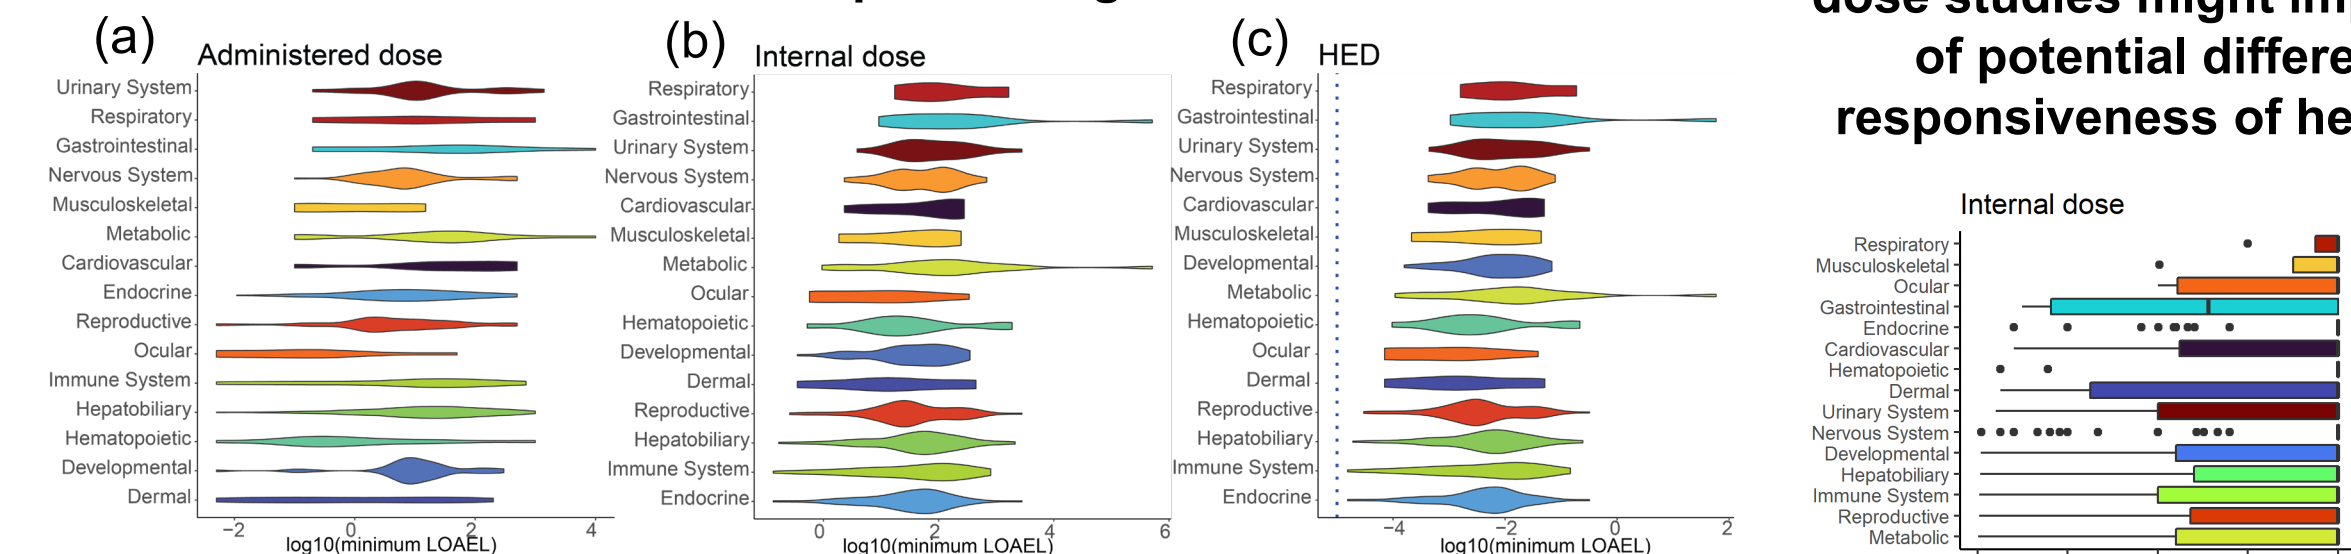 (a)
Administered dose
Urinary System
Respiratory
Gastrointestinal
Nervous System
Musculoskeletal
Metabolic
Cardiovascular
Endocrine
Reproductive
Ocular
Immune System
Hepatobiliary
Hematopoietic
Developmental
Dermal
−2 0 2 4
log10(minimum LOAEL)
(b)
Internal dose
Respiratory
Gastrointestinal
Urinary System
Nervous System
Cardiovascular
Musculoskeletal
Metabolic
Ocular
Hematopoietic
Developmental
Dermal
Reproductive
Hepatobiliary
Immune System
Endocrine
0 2 4 6
log10(minimum LOAEL)
(c)
HED
Respiratory
Gastrointestinal
Urinary System
Nervous System
Cardiovascular
Musculoskeletal
Developmental
Metabolic
Hematopoietic
Ocular
Dermal
Reproductive
Hepatobiliary
Immune System
Endocrine
−4 −2 0 2
log10(minimum LOAEL)
dose studies might imp
of potential differe
responsiveness of he
Internal dose
Respiratory
Musculoskeletal
Ocular
Gastrointestinal
Endocrine
Cardiovascular
Hematopoietic
Dermal
Urinary System
Nervous System
Developmental
Hepatobiliary
Immune System
Reproductive
Metabolic